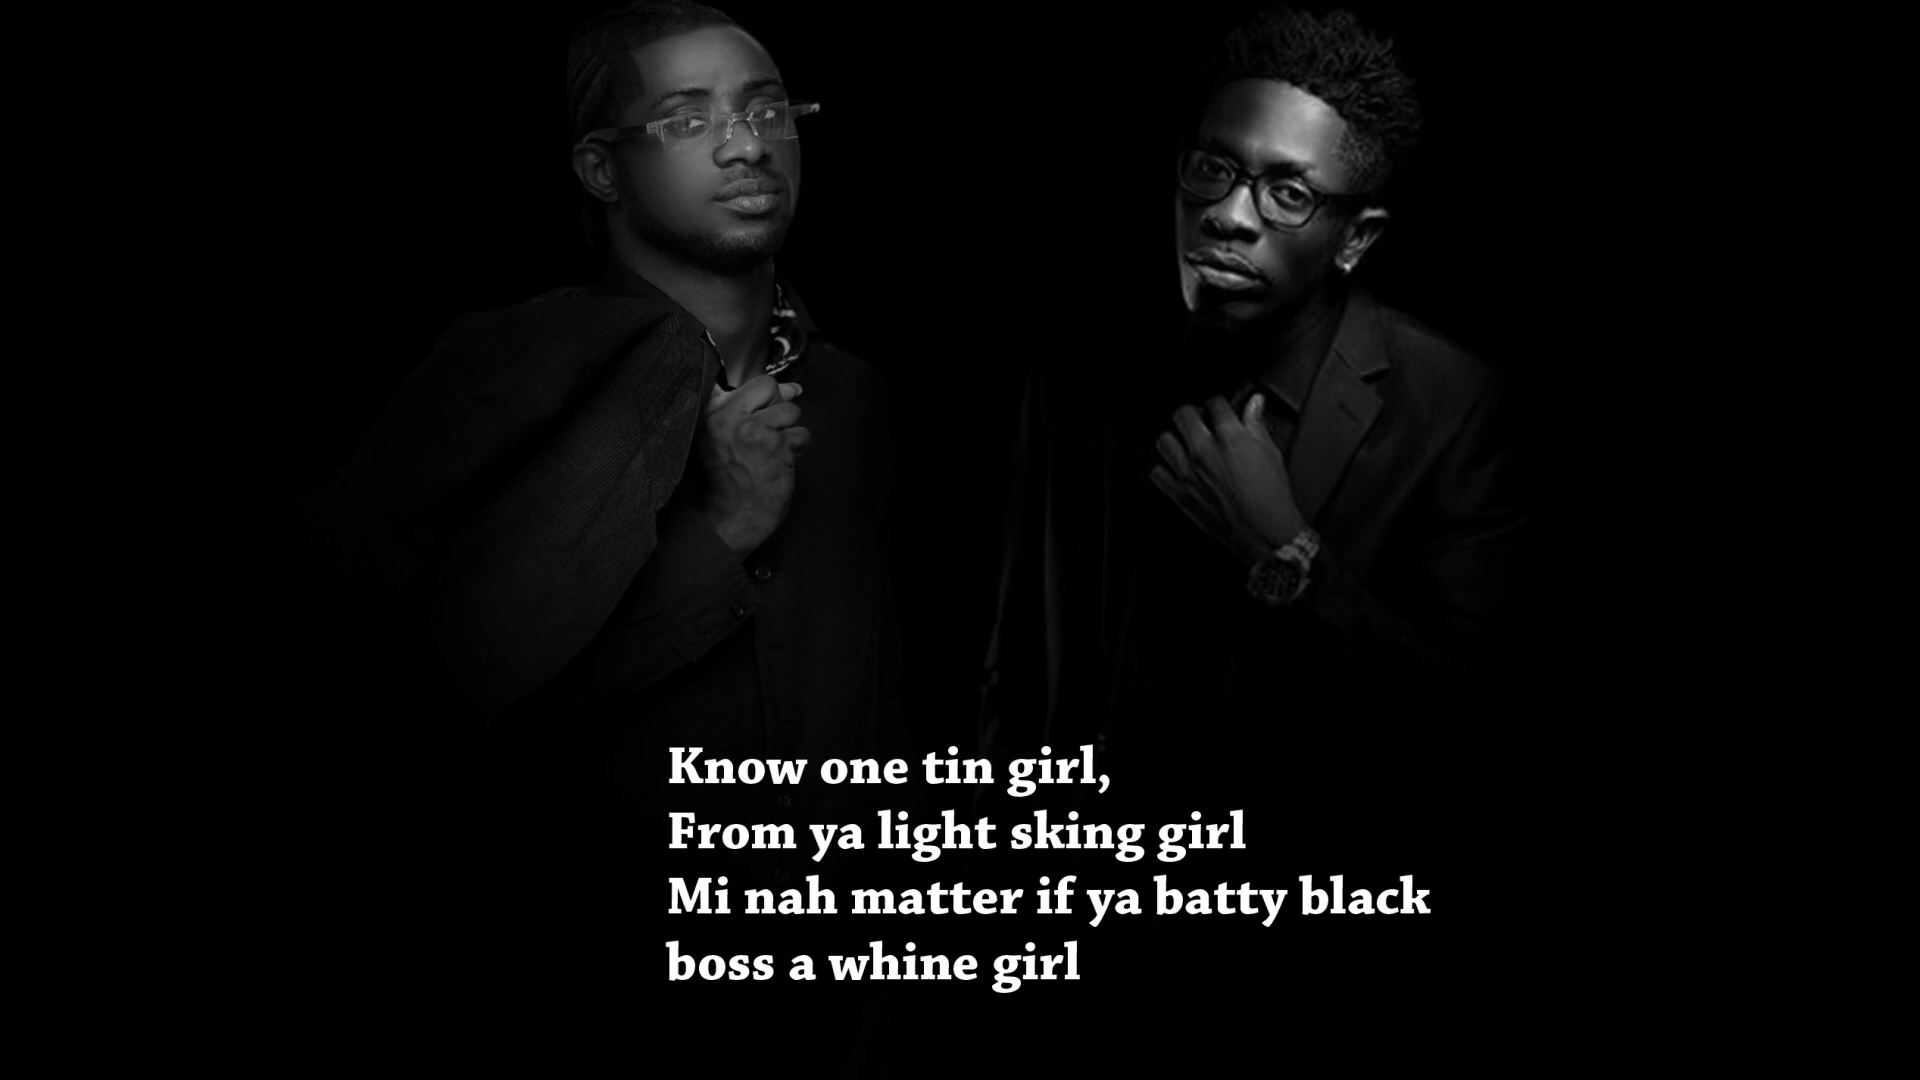 Know one tin girl,
From ya light sking girl
Mi nah matter if ya batty black
boss a whine girl